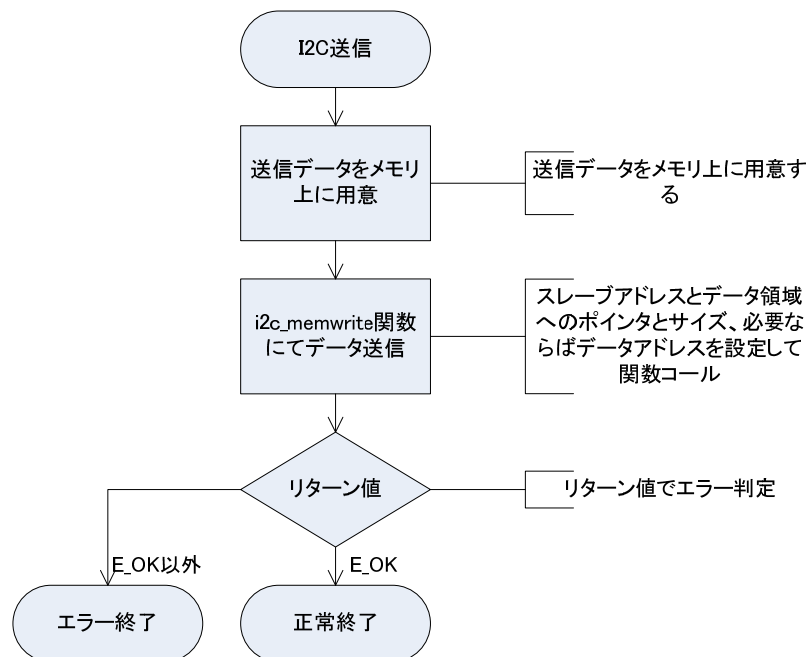 I2C送信
送信データをメモリ
上に用意
送信データをメモリ上に用意す
る
i2c_memwrite関数
にてデータ送信
スレーブアドレスとデータ領域
へのポインタとサイズ、必要な
らばデータアドレスを設定して
関数コール
リターン値
リターン値でエラー判定
E_OK以外
E_OK
エラー終了
正常終了